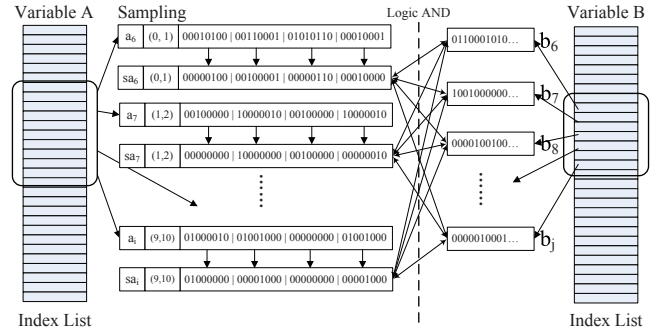 Variable A
Sampling
Logic AND
Variable B
a6 (0, 1) 00010100 | 00110001 | 01010110 | 00010001
0110001010… b6
sa6 (0,1) 00000100 | 00100001 | 00000110 | 00010000
1001000000… b7
a7 (1,2) 00100000 | 10000010 | 00100000 | 10000010
0000100100… b8
sa7 (1,2) 00000000 | 10000000 | 00100000 | 00000010
ai (9,10) 01000010 | 01001000 | 00000000 | 01001000
0000010001… bj
sai (9,10) 01000000 | 00001000 | 00000000 | 00001000
Index List
Index List